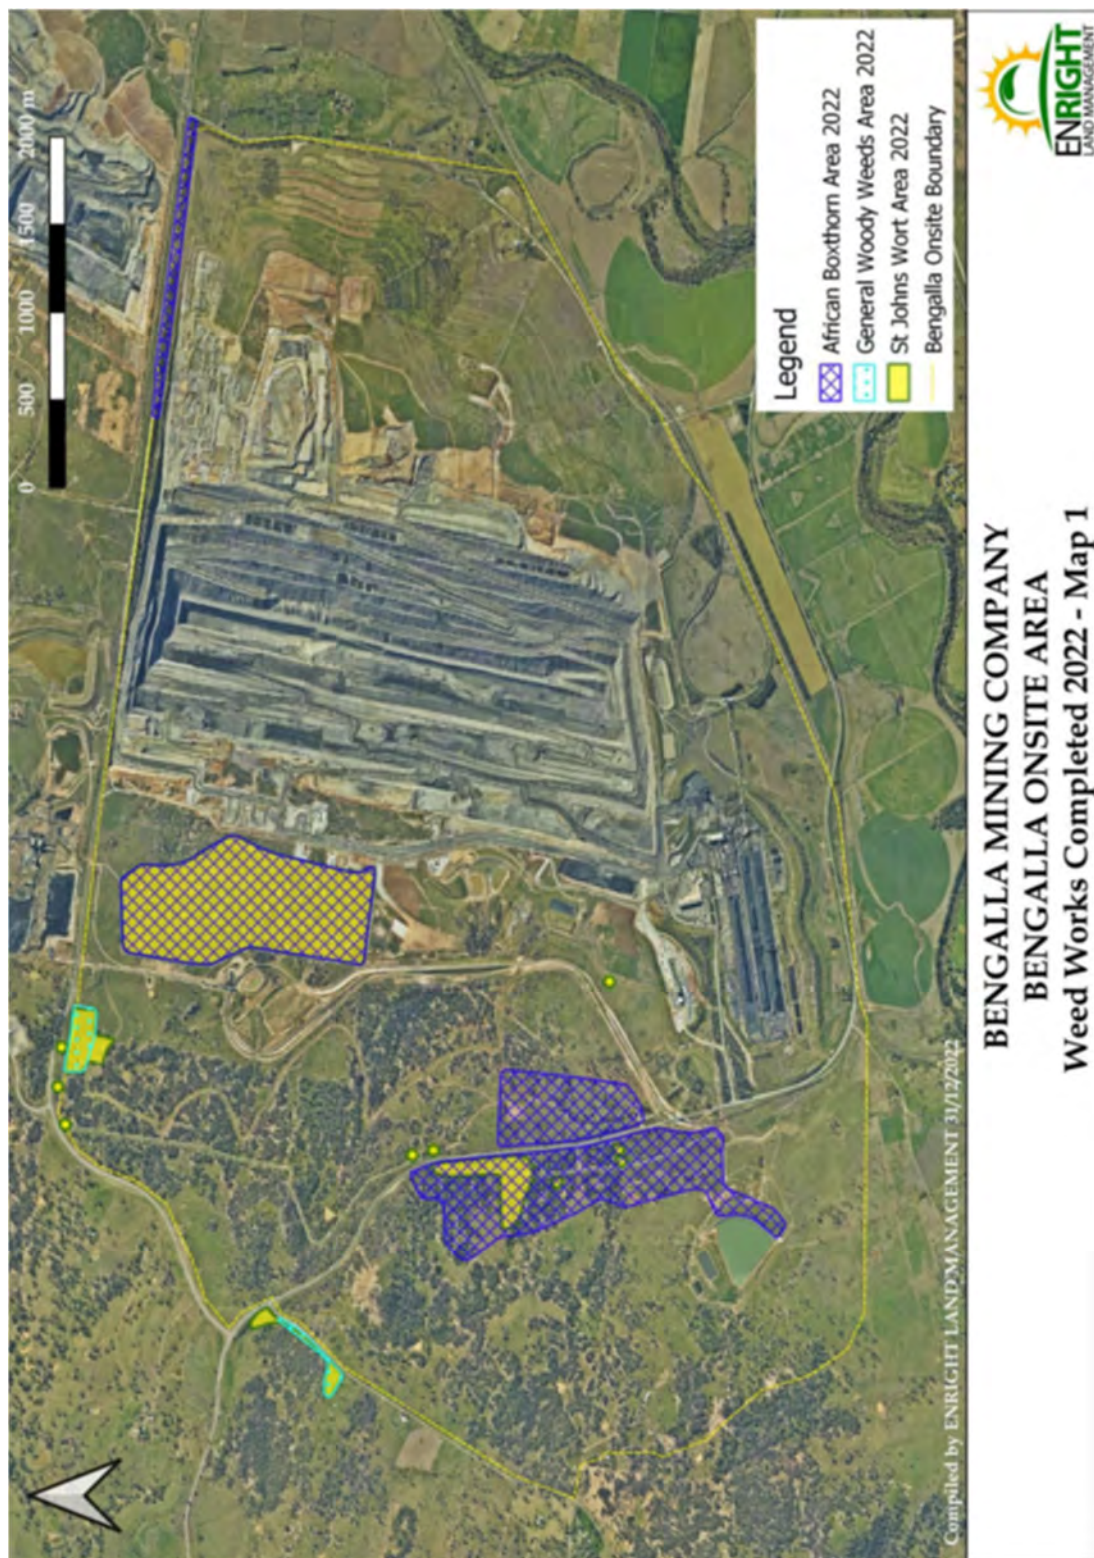 0 500 1000 1500 2000 m
Legend
African Boxthorn Area 2022
General Woody Weeds Area 2022
St Johns Wort Area 2022
Bengalla Onsite Boundary
Compiled by ENRIGHT LAND MANAGEMENT 31/12/2022
BENGALLA MINING COMPANY
BENGALLA ONSITE AREA
Weed Works Completed 2022 - Map 1
ENRIGHT
LAND MANAGEMENT